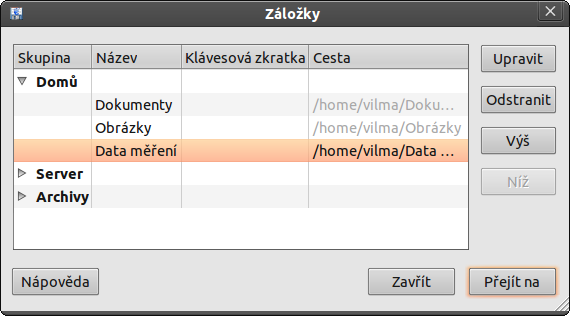 Záložky
Skupina Název Klávesová zkratka Cesta
Domů
Dokumenty /home/vilma/Doku...
Obrázky /home/vilma/Obrázky
Data měření /home/vilma/Data ...
Server
Archivy
Upravit
Odstranit
Výš
Níž
Nápověda Zavřít Přejít na